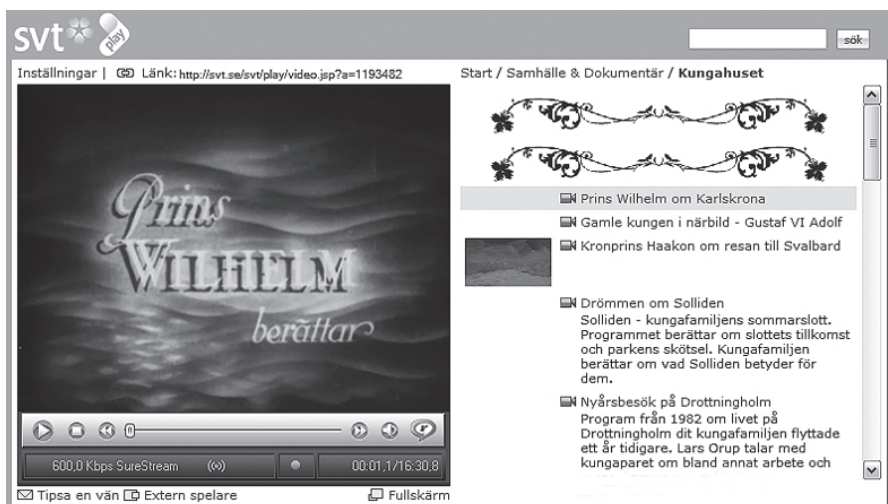 svt play
sök
Inställningar | Länk: http://svt.se/svt/play/video.jsp?a=1193482
Start / Samhälle & Dokumentär / Kungahuset
Prins
WILHELM
berättar
600,0 Kbps SureStream
00:01,1/16:30,8
Tipsa en vän Extern spelare
Fullskärm
Prins Wilhelm om Karlskrona
Gamle kungen i närbild - Gustaf VI Adolf
Kronprins Haakon om resan till Svalbard
Drömmen om Solliden
Solliden - kungafamiljens sommarslott.
Programmet berättar om slottets tillkomst
och parkens skötsel. Kungafamiljen
berättar om vad Solliden betyder för
dem.
Nyårsbesök på Drottningholm
Program från 1982 om livet på
Drottningholm dit kungafamiljen flyttade
ett år tidigare. Lars Orup talar med
kungaparet om bland annat arbete och